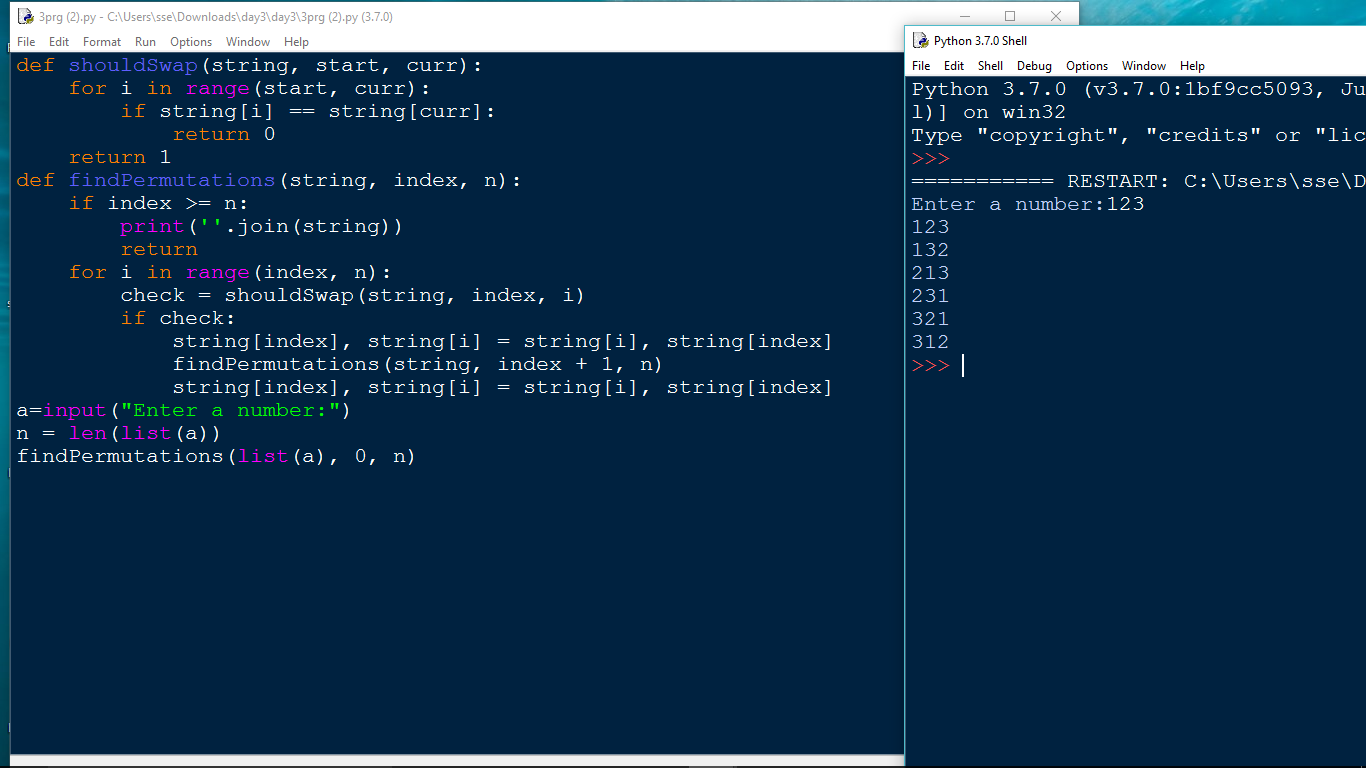 3prg (2).py - C:\Users\sse\Downloads\day3\day3\3prg (2).py (3.7.0)
File Edit Format Run Options Window Help
def shouldSwap(string, start, curr):
    for i in range(start, curr):
        if string[i] == string[curr]:
            return 0
    return 1
def findPermutations(string, index, n):
    if index >= n:
        print(''.join(string))
        return
    for i in range(index, n):
        check = shouldSwap(string, index, i)
        if check:
            string[index], string[i] = string[i], string[index]
            findPermutations(string, index + 1, n)
            string[index], string[i] = string[i], string[index]
a=input("Enter a number:")
n = len(list(a))
findPermutations(list(a), 0, n)
Python 3.7.0 Shell
File Edit Shell Debug Options Window Help
Python 3.7.0 (v3.7.0:1bf9cc5093, Ju
l)] on win32
Type "copyright", "credits" or "lic
>>>
=========== RESTART: C:\Users\sse\D
Enter a number:123
123
132
213
231
321
312
>>>